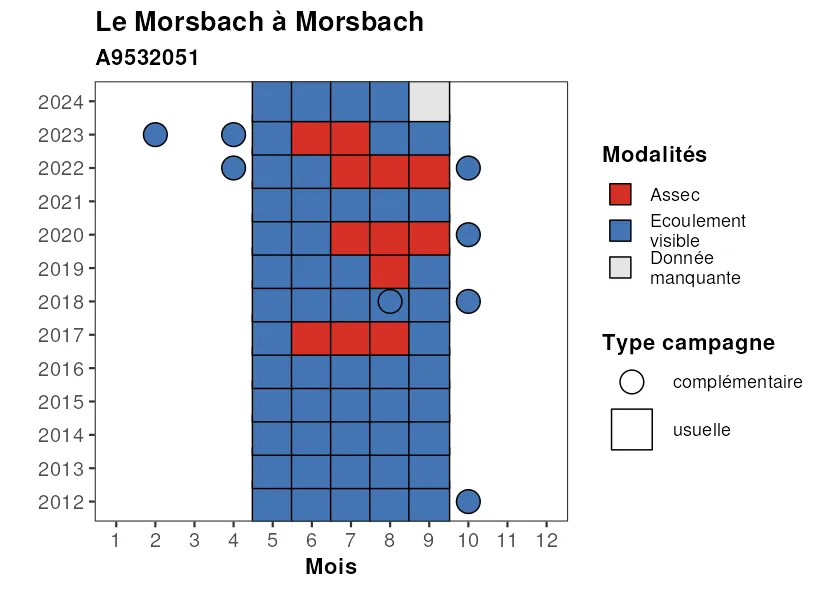 Le Morsbach à Morsbach
A9532051
2024
2023
2022
2021
2020
2019
2018
2017
2016
2015
2014
2013
2012
1 2 3 4 5 6 7 8 9 10 11 12
Mois
Modalités
Assec
Ecoulement
visible
Donnée
manquante
Type campagne
complémentaire
usuelle